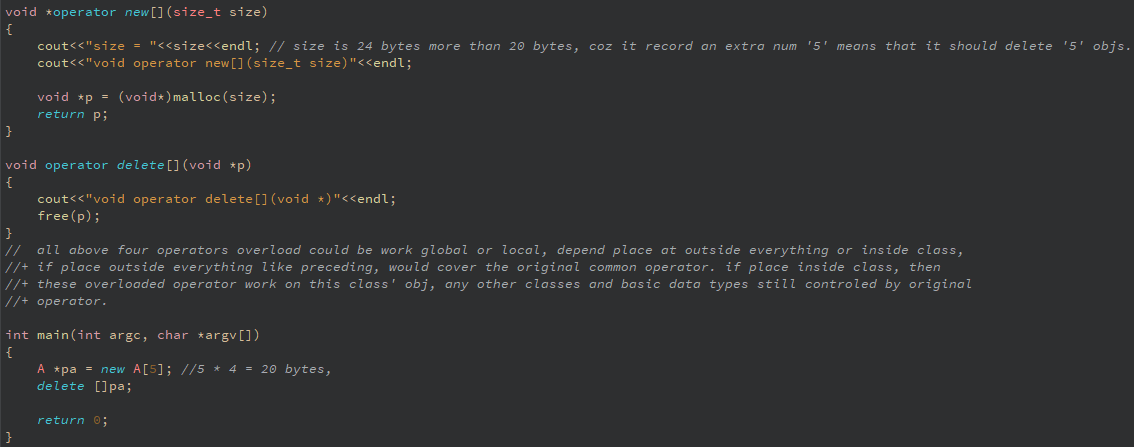 void *operator new[](size_t size)
{
    cout<<"size = "<<size<<endl; // size is 24 bytes more than 20 bytes, coz it record an extra num '5' means that it should delete '5' objs.
    cout<<"void operator new[](size_t size)"<<endl;

    void *p = (void*)malloc(size);
    return p;
}

void operator delete[](void *p)
{
    cout<<"void operator delete[](void *)"<<endl;
    free(p);
}
//  all above four operators overload could be work global or local, depend place at outside everything or inside class,
//+ if place outside everything like preceding, would cover the original common operator. if place inside class, then
//+ these overloaded operator work on this class' obj, any other classes and basic data types still controled by original
//+ operator.

int main(int argc, char *argv[])
{
    A *pa = new A[5]; //5 * 4 = 20 bytes,
    delete []pa;

    return 0;
}